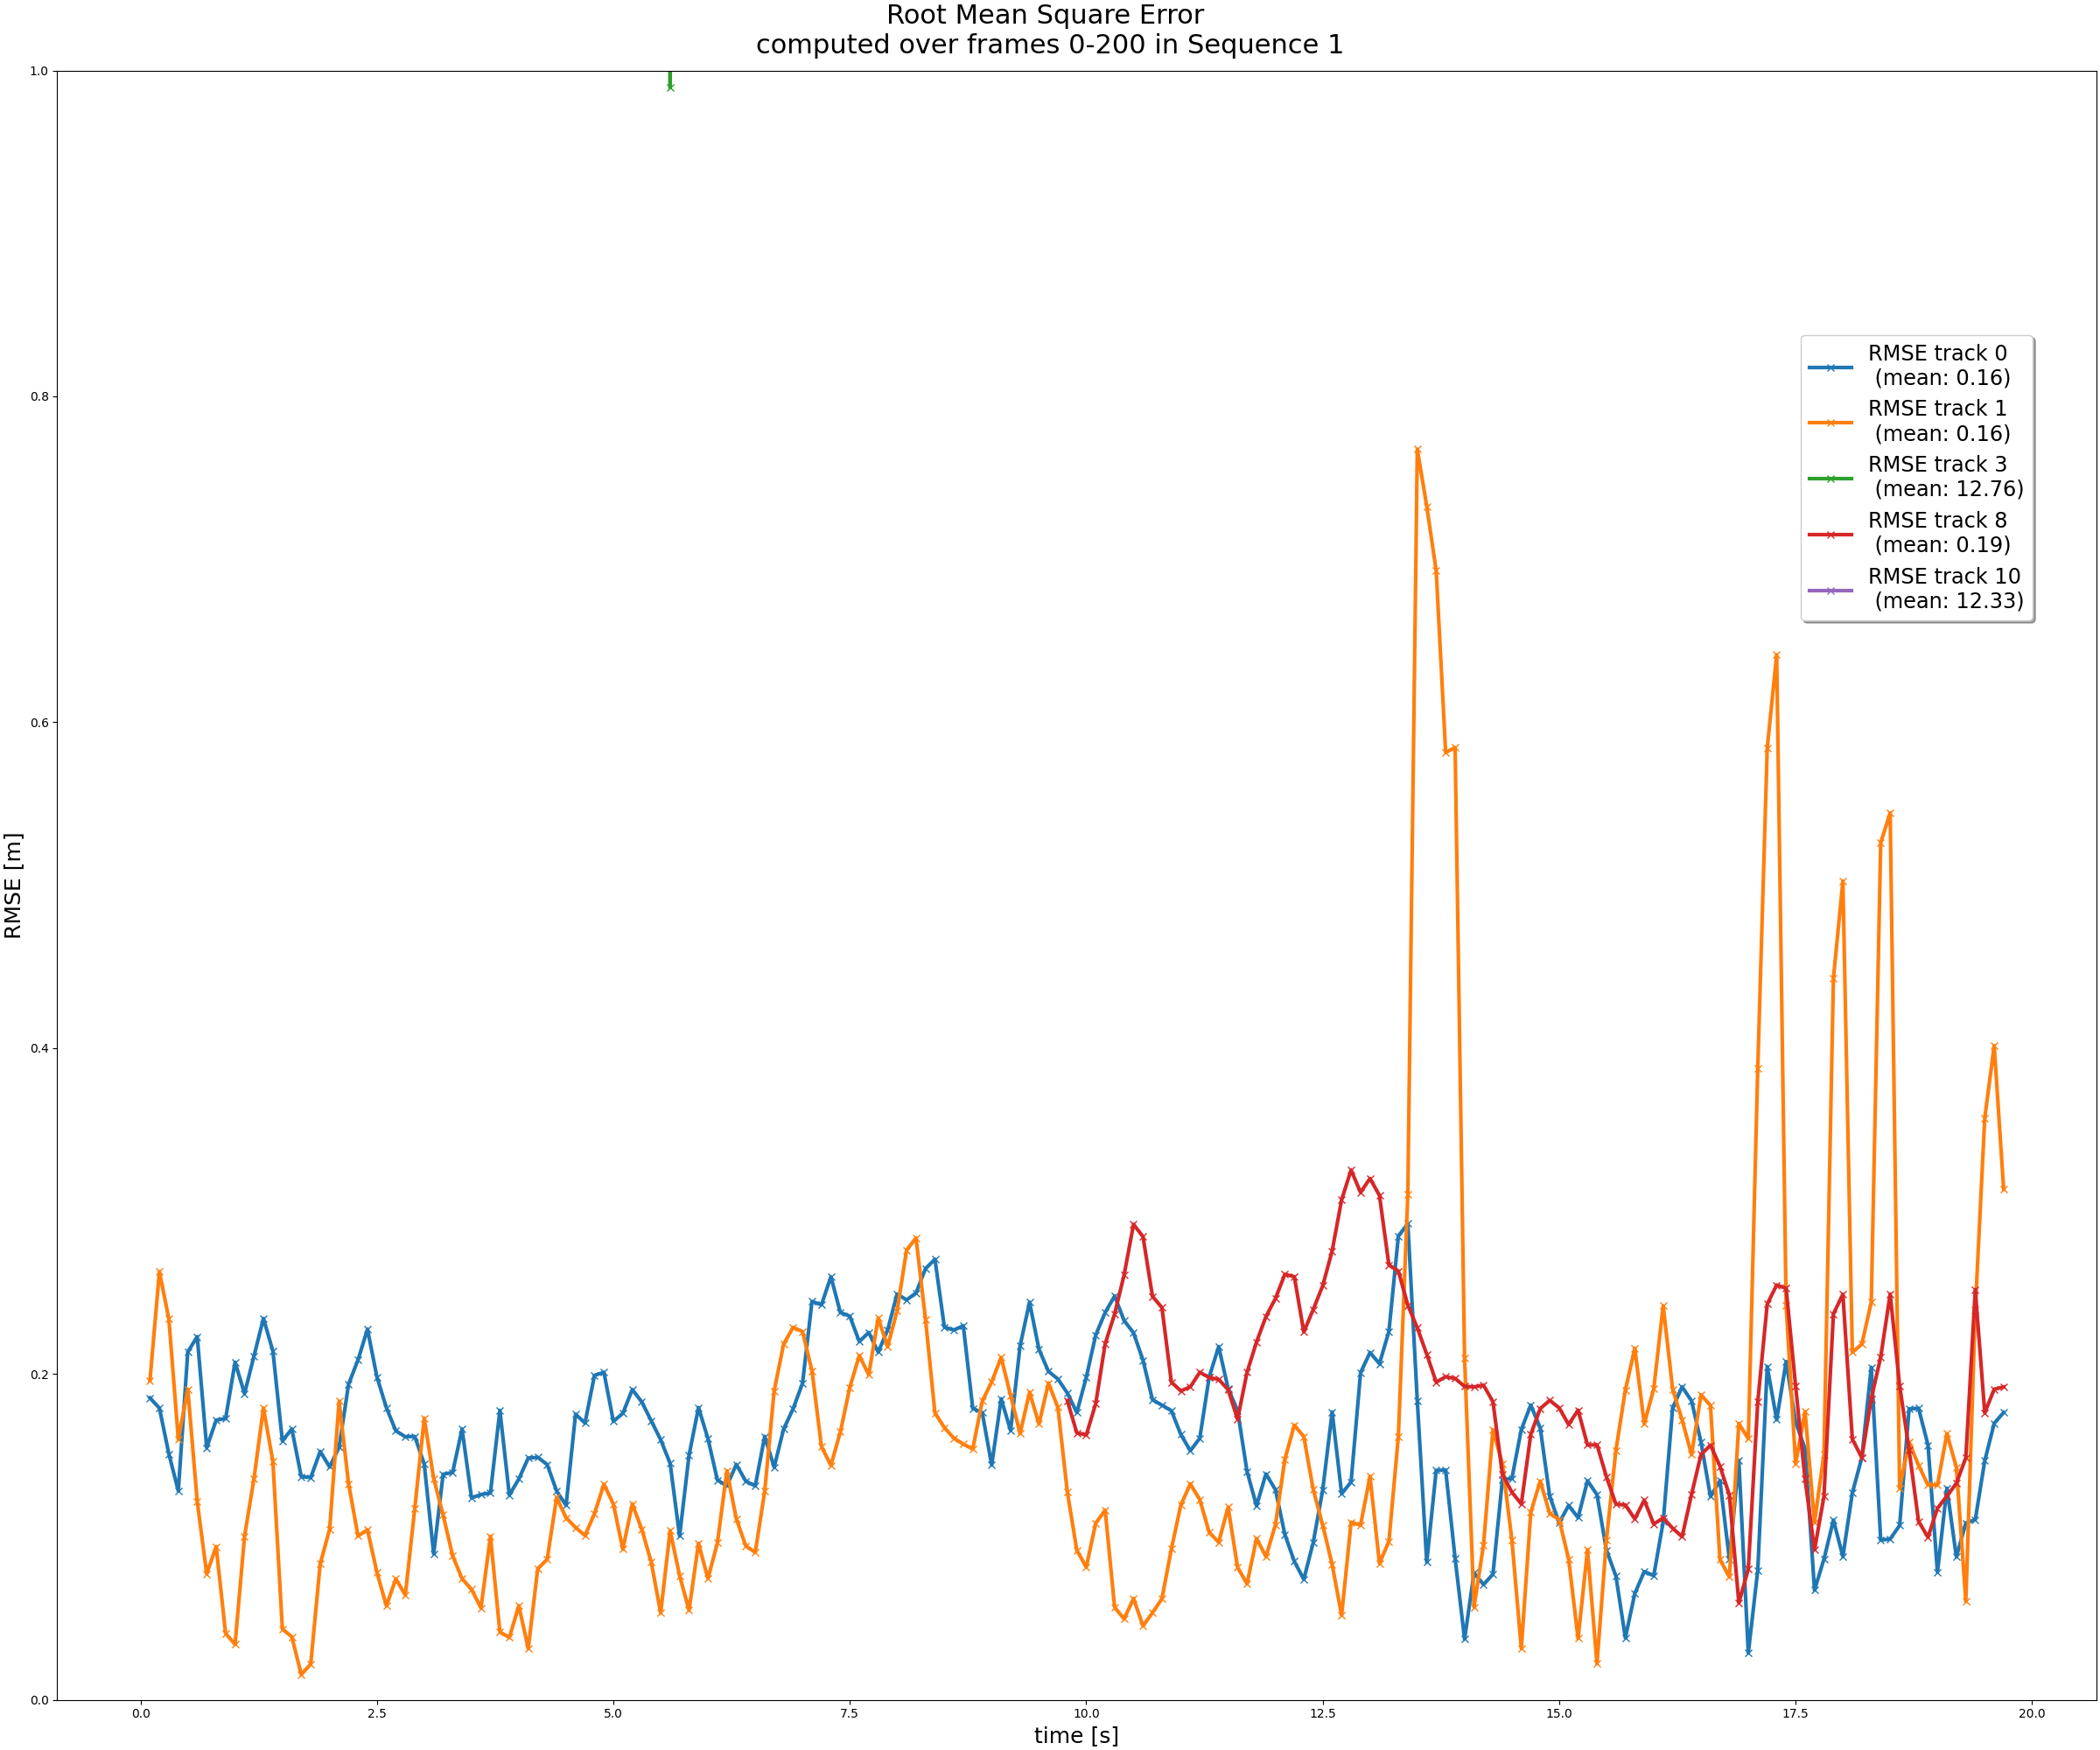 Root Mean Square Error
computed over frames 0-200 in Sequence 1
1.0
0.8
0.6
0.4
0.2
0.0
RMSE [m]
RMSE track 0
(mean: 0.16)
RMSE track 1
(mean: 0.16)
RMSE track 3
(mean: 12.76)
RMSE track 8
(mean: 0.19)
RMSE track 10
(mean: 12.33)
0.0 2.5 5.0 7.5 10.0 12.5 15.0 17.5 20.0
time [s]